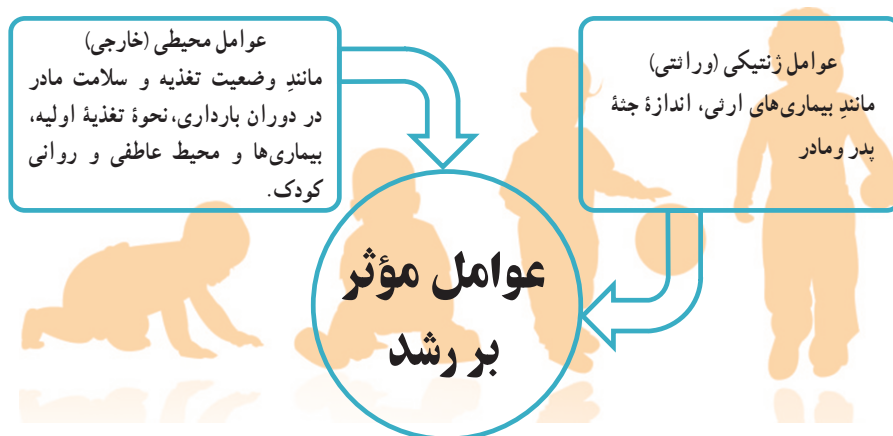 عوامل ژنتیکی (وراثتی)
مانندِ بیماری‌های ارثی، اندازهٔ جثهٔ
پدر ومادر
عوامل محیطی (خارجی)
مانندِ وضعیت تغذیه و سلامت مادر
در دوران بارداری، نحوهٔ تغذیهٔ اولیه،
بیماری‌ها و محیط عاطفی و روانی
کودک.
عوامل مؤثر
بر رشد